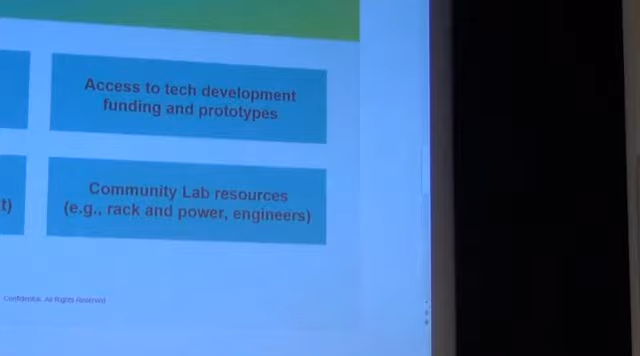 Access to tech development
funding and prototypes
Community Lab resources
t)
(e.g., rack and power, engineers)
Confidential. All Rights Reserved